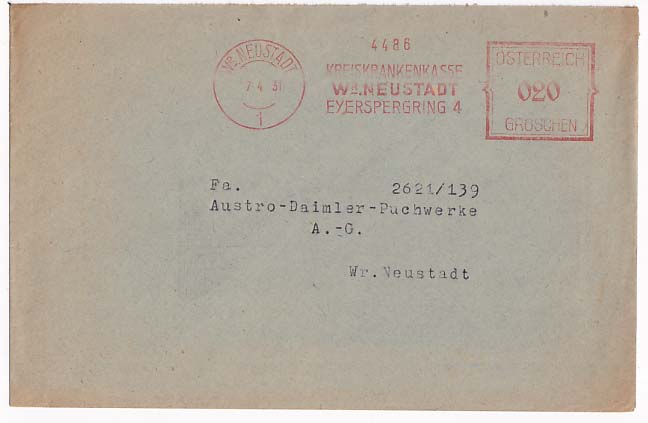 WR. NEUSTADT
7·4 31
1
4486
KREISKRANKENKASSE
WR. NEUSTADT
EYERSPERGRING 4
ÖSTERREICH
020
GROSCHEN
Fa. 2621/139
Austro-Daimler-Puchwerke
A.-G.
Wr.Neustadt